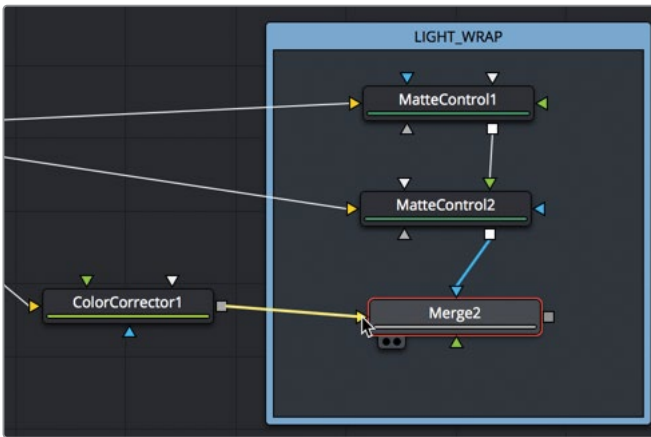 LIGHT_WRAP
MatteControl1
MatteControl2
ColorCorrector1
Merge2